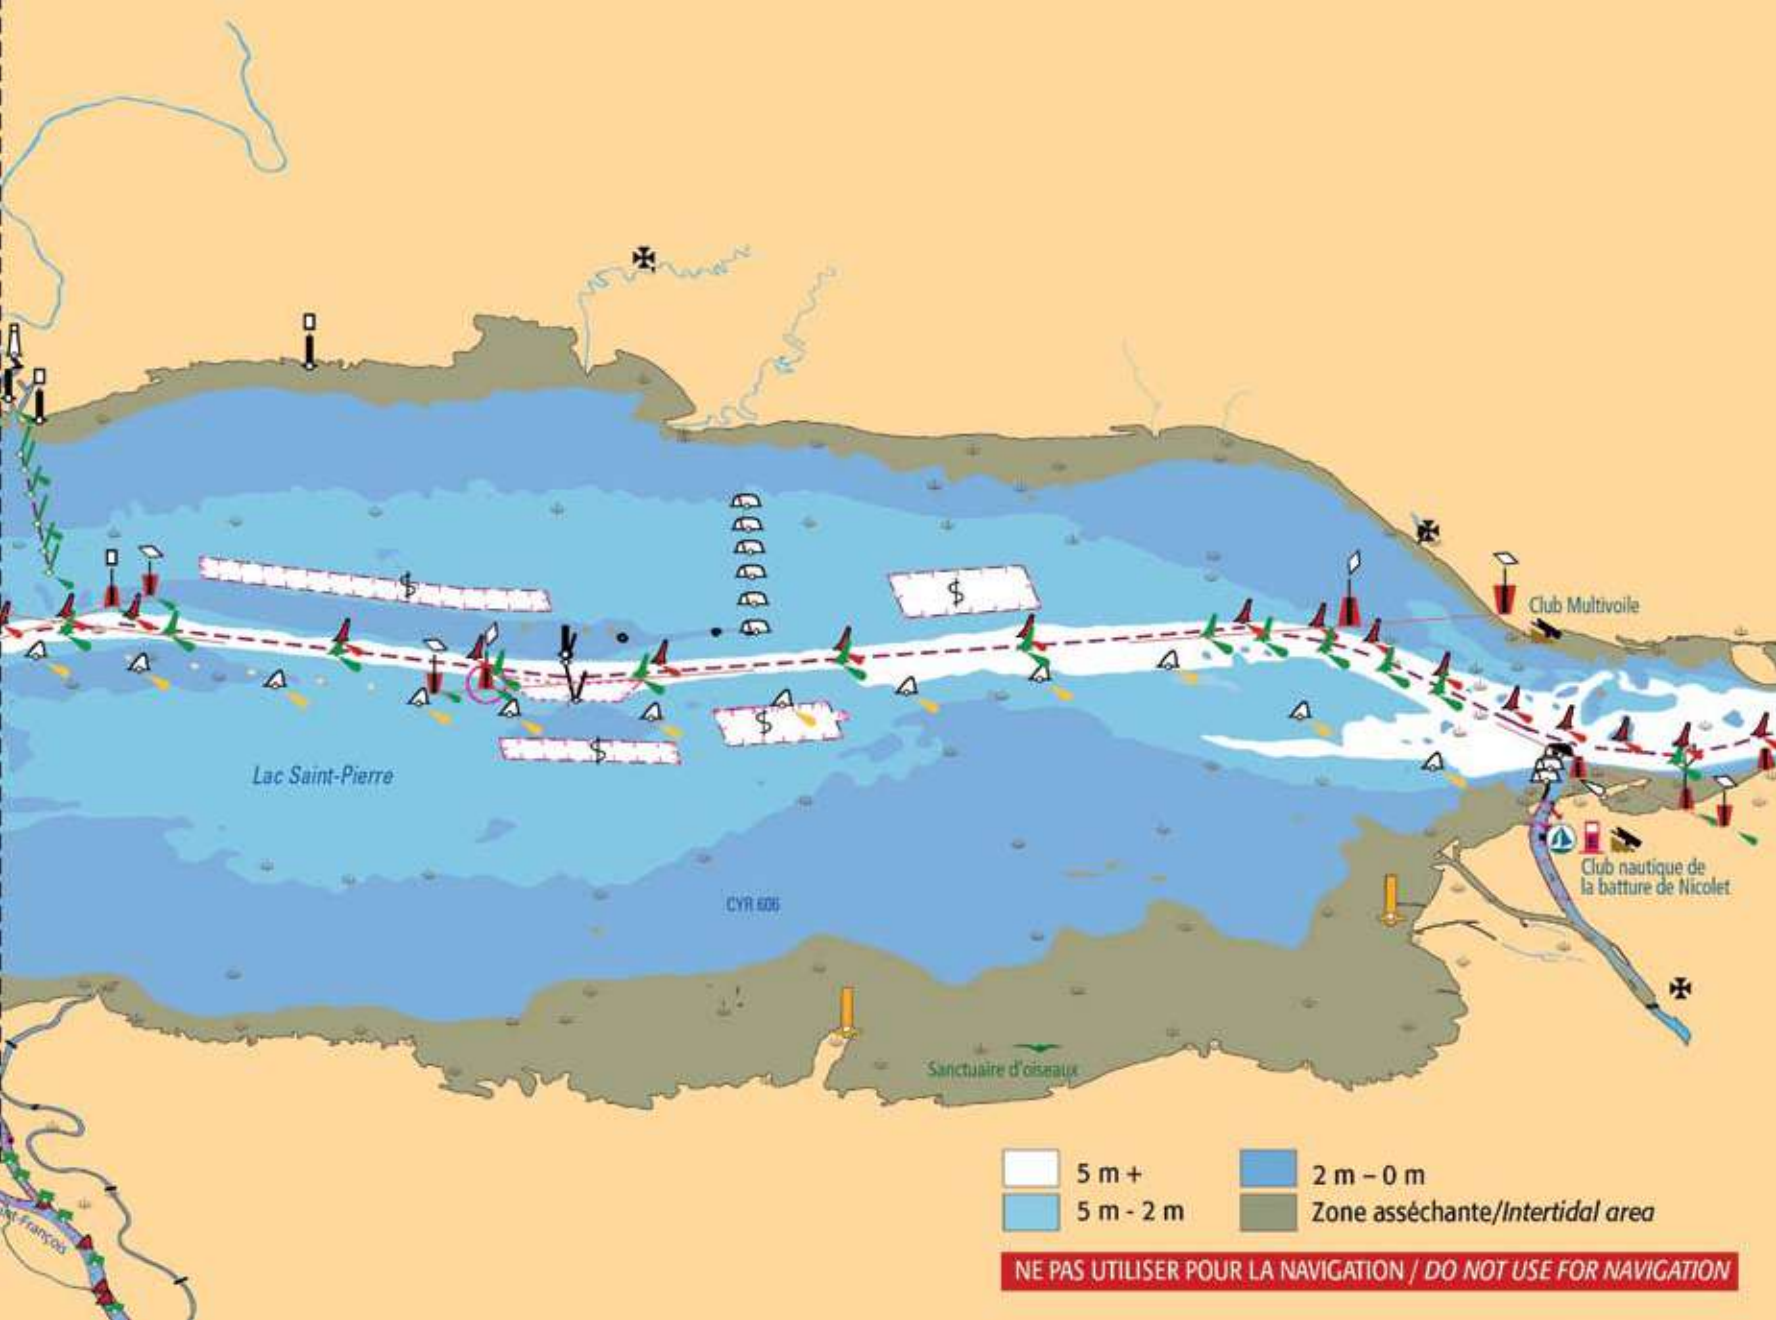 Club Multivoile
Lac Saint-Pierre
Club nautique de
la batture de Nicolet
CYR 606
Sanctuaire d'oiseaux
5 m +
2 m – 0 m
5 m - 2 m
Zone asséchante/Intertidal area
-François
NE PAS UTILISER POUR LA NAVIGATION / DO NOT USE FOR NAVIGATION